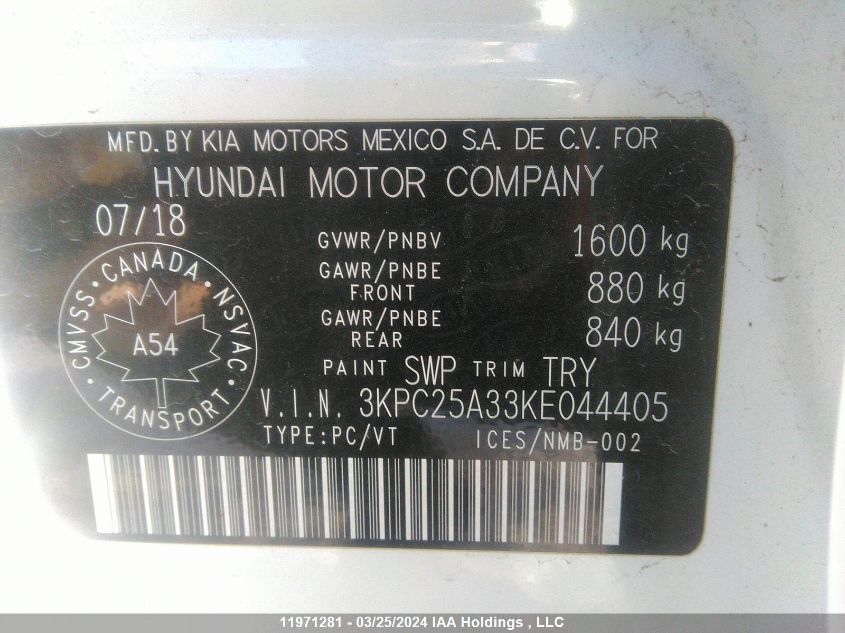 MFD. BY KIA MOTORS MEXICO S.A. DE C.V. FOR
HYUNDAI MOTOR COMPANY
07/18
GVWR/PNBV 1600 kg
GAWR/PNBE FRONT 880 kg
GAWR/PNBE REAR 840 kg
CMVSS · CANADA · NSVAC · TRANSPORT ·
A54
PAINT SWP TRIM TRY
V.I.N. 3KPC25A33KE044405
TYPE:PC/VT ICES/NMB-002
11971281 - 03/25/2024 IAA Holdings , LLC